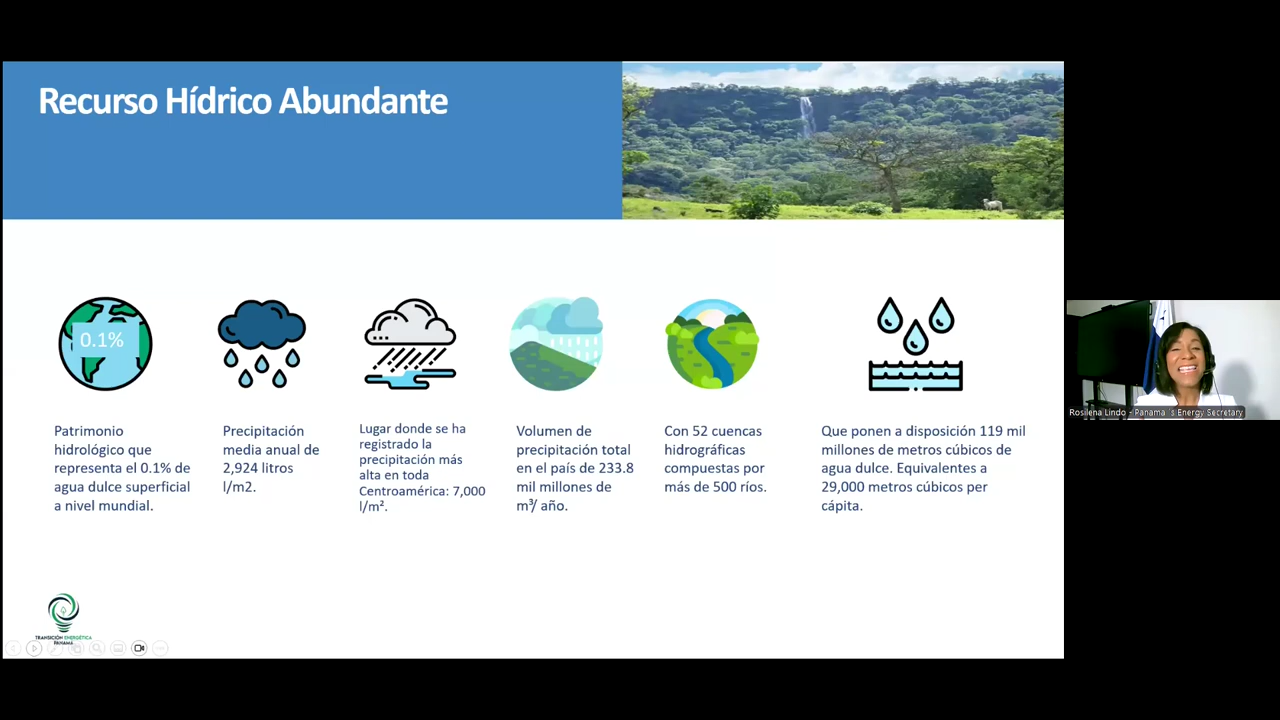 Recurso Hídrico Abundante
0.1%
Patrimonio
hidrológico que
representa el 0.1% de
agua dulce superficial
a nivel mundial.
Precipitación
media anual de
2,924 litros
l/m2.
Lugar donde se ha
registrado la
precipitación más
alta en toda
Centroamérica: 7,000
l/m².
Volumen de
precipitación total
en el país de 233.8
mil millones de
m³/ año.
Con 52 cuencas
hidrográficas
compuestas por
más de 500 ríos.
Que ponen a disposición 119 mil
millones de metros cúbicos de
agua dulce. Equivalentes a
29,000 metros cúbicos per
cápita.
TRANSICIÓN ENERGÉTICA
PANAMÁ
Rosilena Lindo - Panama´s Energy Secretary